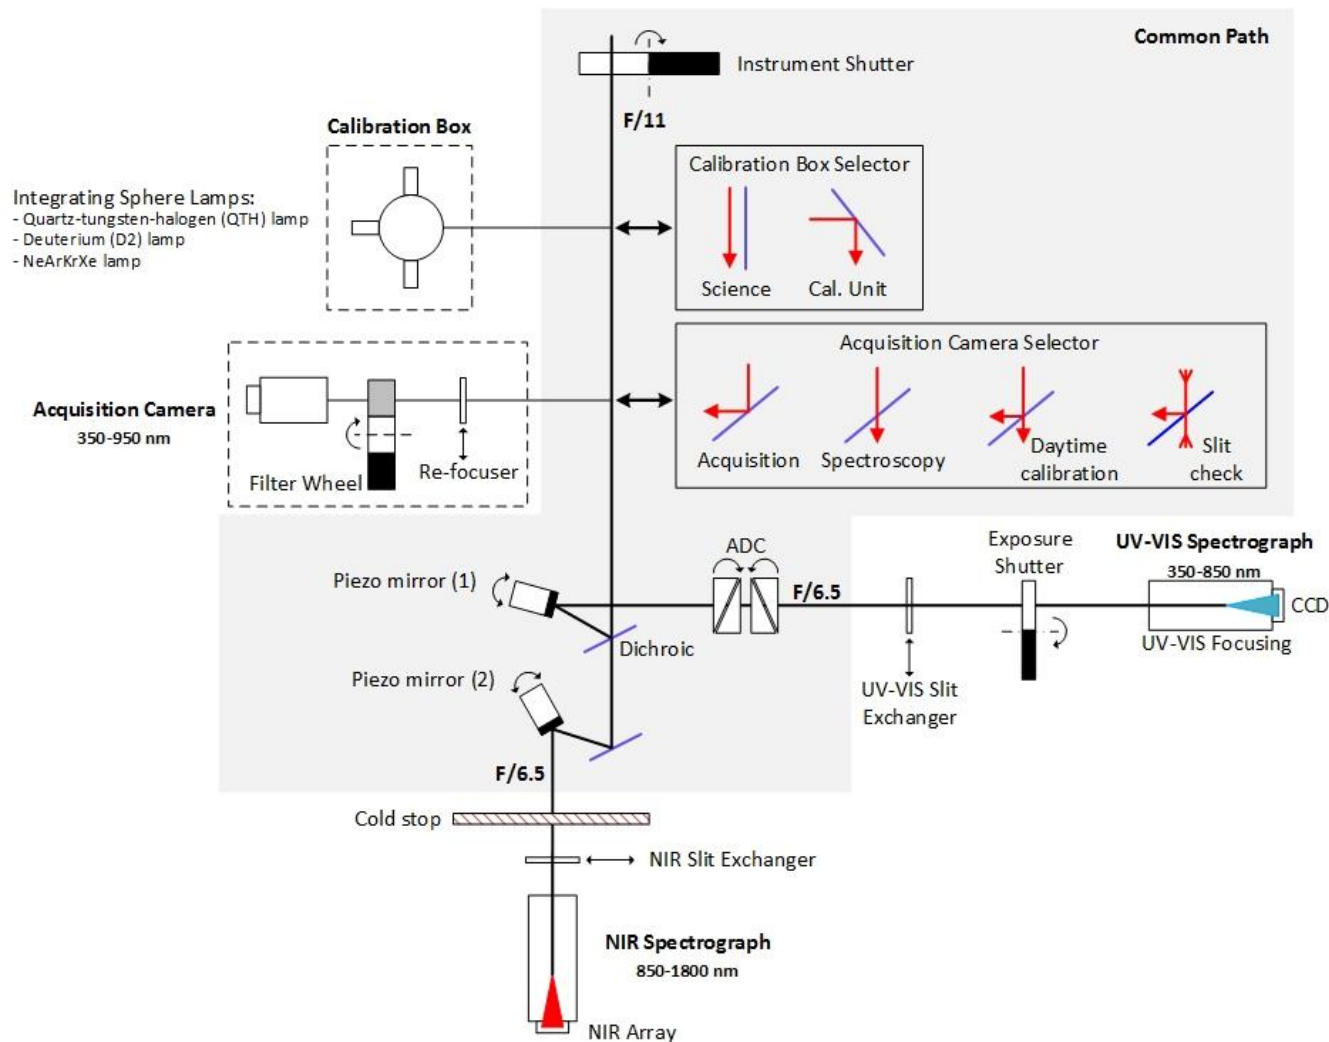 Common Path
Instrument Shutter
F/11
Calibration Box
Integrating Sphere Lamps:
- Quartz-tungsten-halogen (QTH) lamp
- Deuterium (D2) lamp
- NeArKrXe lamp
Calibration Box Selector
Science
Cal. Unit
Acquisition Camera Selector
Acquisition
Spectroscopy
Daytime
calibration
Slit
check
Acquisition Camera
350-950 nm
Filter Wheel
Re-focuser
Piezo mirror (1)
ADC
F/6.5
Exposure
Shutter
UV-VIS Spectrograph
350-850 nm
CCD
UV-VIS Focusing
Dichroic
UV-VIS Slit
Exchanger
Piezo mirror (2)
F/6.5
Cold stop
NIR Slit Exchanger
NIR Spectrograph
850-1800 nm
NIR Array